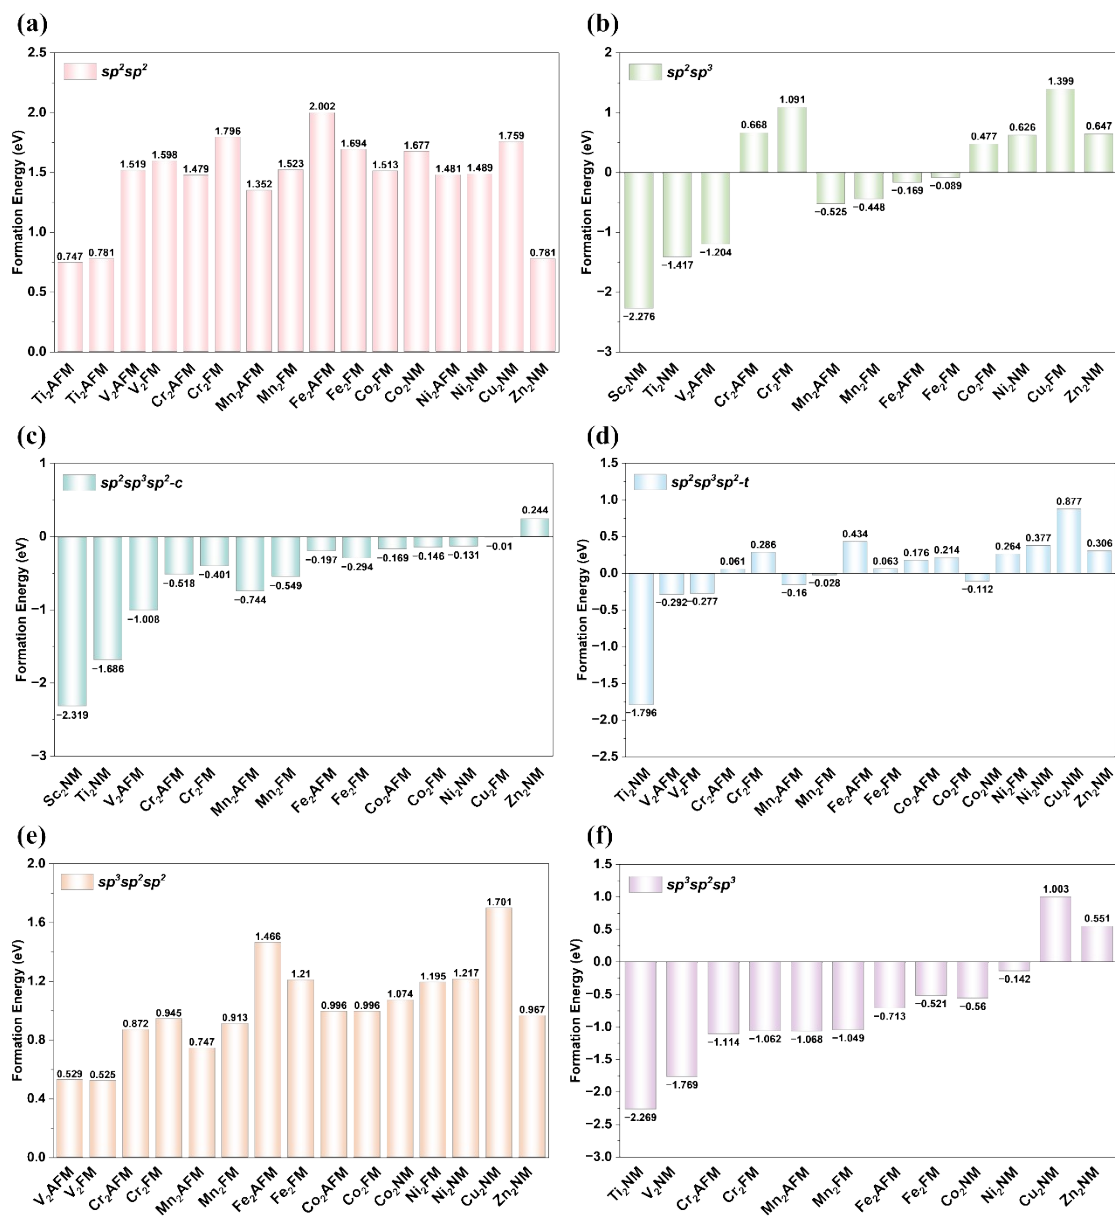 (a)
sp²sp²
Formation Energy (eV)
2.5
2.0
1.5
1.0
0.5
0.0
0.747
0.781
1.519
1.598
1.479
1.796
1.352
1.523
2.002
1.694
1.513
1.677
1.481
1.489
1.759
0.781
Ti₂AFM
Ti₂AFM
V₂AFM
V₂FM
Cr₂AFM
Cr₂FM
Mn₂AFM
Mn₂FM
Fe₂AFM
Fe₂FM
Co₂FM
Co₂NM
Ni₂AFM
Ni₂NM
Cu₂NM
Zn₂NM
(b)
sp²sp³
Formation Energy (eV)
2
1
0
−1
−2
−3
−2.276
−1.417
−1.204
0.668
1.091
−0.525
−0.448
−0.169
−0.089
0.477
0.626
1.399
0.647
Sc₂NM
Ti₂NM
V₂AFM
Cr₂AFM
Cr₂FM
Mn₂AFM
Mn₂FM
Fe₂AFM
Fe₂FM
Co₂FM
Ni₂NM
Cu₂FM
Zn₂NM
(c)
sp²sp³sp²-c
Formation Energy (eV)
1
0
−1
−2
−3
−2.319
−1.686
−1.008
−0.518
−0.401
−0.744
−0.549
−0.197
−0.294
−0.169
−0.146
−0.131
−0.01
0.244
Sc₂NM
Ti₂NM
V₂AFM
Cr₂AFM
Cr₂FM
Mn₂AFM
Mn₂FM
Fe₂AFM
Fe₂FM
Co₂AFM
Co₂FM
Ni₂NM
Cu₂FM
Zn₂NM
(d)
sp²sp³sp²-t
Formation Energy (eV)
1.5
1.0
0.5
0.0
−0.5
−1.0
−1.5
−2.0
−2.5
−1.796
−0.292
−0.277
0.061
0.286
−0.16
−0.028
0.434
0.063
0.176
0.214
−0.112
0.264
0.377
0.877
0.306
Ti₂NM
V₂AFM
V₂FM
Cr₂AFM
Cr₂FM
Mn₂AFM
Mn₂FM
Fe₂AFM
Fe₂FM
Co₂AFM
Co₂FM
Co₂NM
Ni₂FM
Ni₂NM
Cu₂NM
Zn₂NM
(e)
sp³sp²sp²
Formation Energy (eV)
2.0
1.6
1.2
0.8
0.4
0.0
0.529
0.525
0.872
0.945
0.747
0.913
1.466
1.21
0.996
0.996
1.074
1.195
1.217
1.701
0.967
V₂AFM
V₂FM
Cr₂AFM
Cr₂FM
Mn₂AFM
Mn₂FM
Fe₂AFM
Fe₂FM
Co₂AFM
Co₂FM
Co₂NM
Ni₂FM
Ni₂NM
Cu₂NM
Zn₂NM
(f)
sp³sp²sp³
Formation Energy (eV)
1.5
1.0
0.5
0.0
−0.5
−1.0
−1.5
−2.0
−2.5
−3.0
−2.269
−1.769
−1.114
−1.062
−1.068
−1.049
−0.713
−0.521
−0.56
−0.142
1.003
0.551
Ti₂NM
V₂NM
Cr₂AFM
Cr₂FM
Mn₂AFM
Mn₂FM
Fe₂AFM
Fe₂FM
Co₂NM
Ni₂NM
Cu₂NM
Zn₂NM